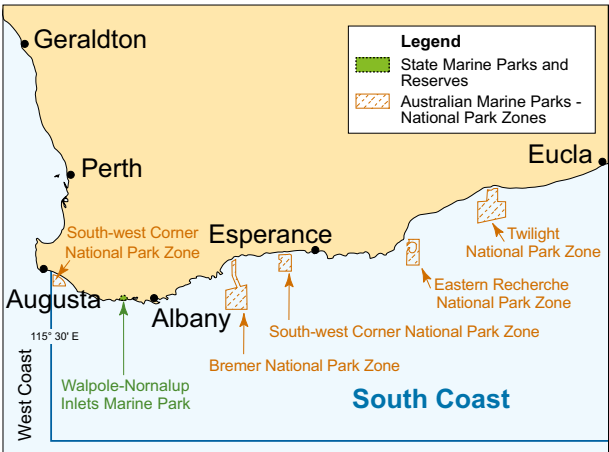 Geraldton
Legend
State Marine Parks and
Reserves
Australian Marine Parks -
National Park Zones
Perth
Eucla
South-west Corner
National Park Zone
Esperance
Twilight
National Park Zone
Augusta
Albany
Eastern Recherche
National Park Zone
115° 30' E
South-west Corner National Park Zone
Bremer National Park Zone
Walpole-Nornalup
Inlets Marine Park
West Coast
South Coast